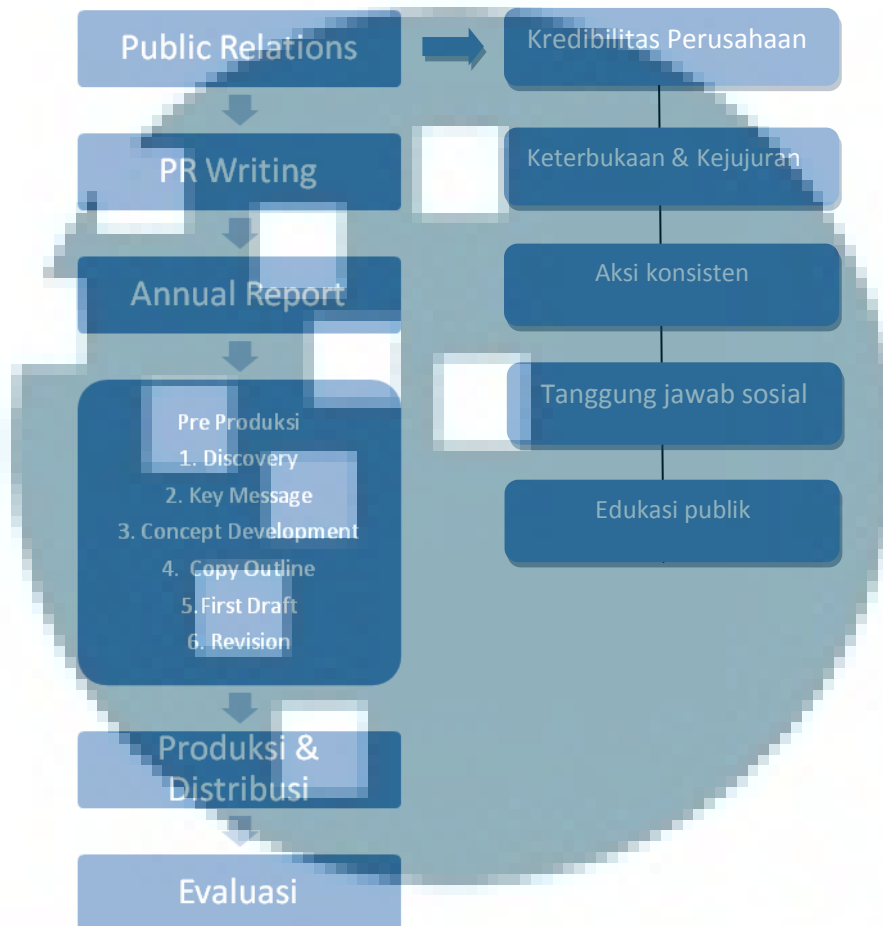 Public Relations
PR Writing
Annual Report
Pre Produksi
1. Discovery
2. Key Message
3. Concept Development
4. Copy Outline
5.First Draft
6. Revision
Produksi &
Distribusi
Evaluasi
Kredibilitas Perusahaan
Keterbukaan & Kejujuran
Aksi konsisten
Tanggung jawab sosial
Edukasi publik